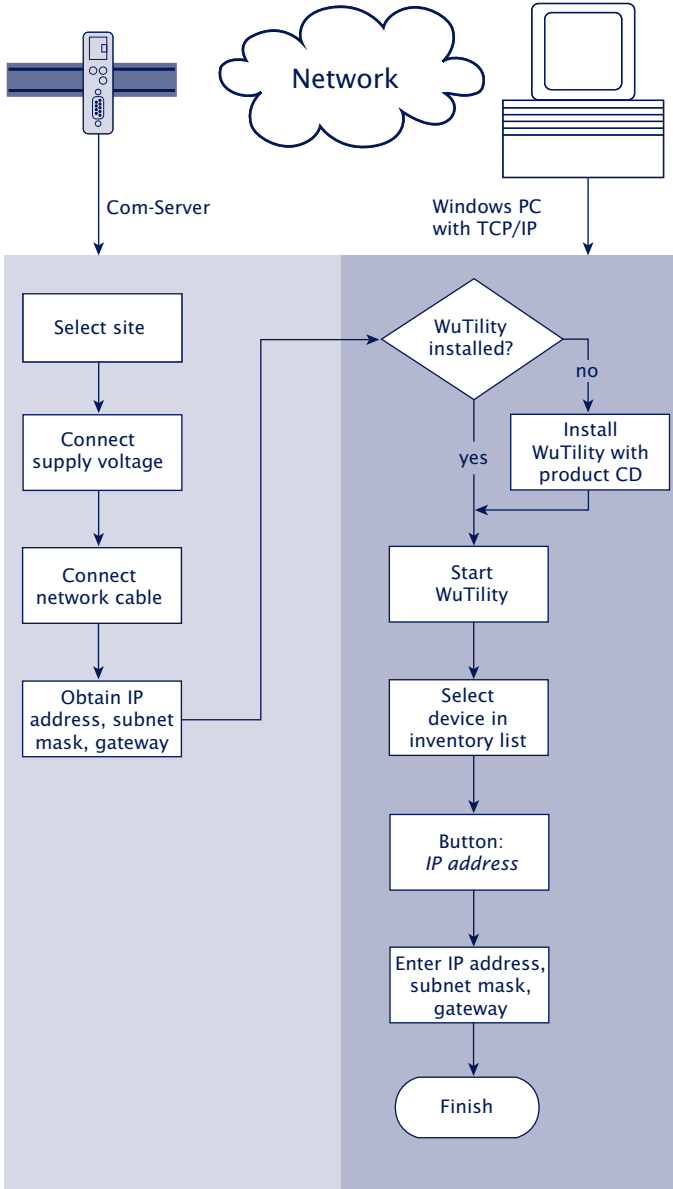 Network
Com-Server
Windows PC
with TCP/IP
Select site
Connect
supply voltage
Connect
network cable
Obtain IP
address, subnet
mask, gateway
WuTility
installed?
no
yes
Install
WuTility with
product CD
Start
WuTility
Select
device in
inventory list
Button:
IP address
Enter IP address,
subnet mask,
gateway
Finish